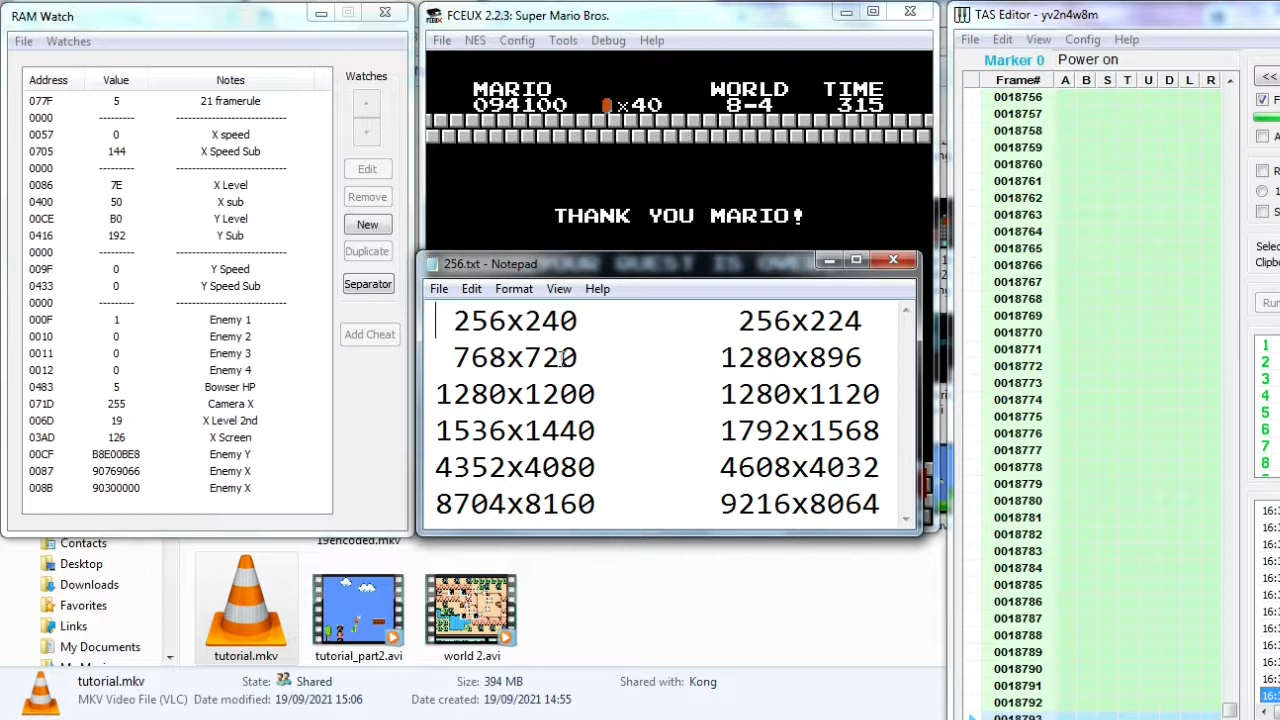 RAM Watch
File Watches
Address Value Notes
077F 5 21 framerule
0000 --------- -----------------------------
0057 0 X speed
0705 144 X Speed Sub
0000 --------- -----------------------------
0086 7E X Level
0400 50 X sub
00CE B0 Y Level
0416 192 Y Sub
0000 --------- -----------------------------
009F 0 Y Speed
0433 0 Y Speed Sub
0000 --------- -----------------------------
000F 1 Enemy 1
0010 0 Enemy 2
0011 0 Enemy 3
0012 0 Enemy 4
0483 5 Bowser HP
071D 255 Camera X
006D 19 X Level 2nd
03AD 126 X Screen
00CF B8E00BE8 Enemy Y
0087 90769066 Enemy X
008B 90300000 Enemy X
Watches
Edit
Remove
New
Duplicate
Separator
Add Cheat
FCEUX 2.2.3: Super Mario Bros.
File NES Config Tools Debug Help
MARIO WORLD TIME
094100 x40 8-4 315
THANK YOU MARIO!
256.txt - Notepad
File Edit Format View Help
256x240 256x224
768x720 1280x896
1280x1200 1280x1120
1536x1440 1792x1568
4352x4080 4608x4032
8704x8160 9216x8064
TAS Editor - yv2n4w8m
File Edit View Config Help
Marker 0 Power on
Frame# A B S T U D L R
0018756
0018757
0018758
0018759
0018760
0018761
0018762
0018763
0018764
0018765
0018766
0018767
0018768
0018769
0018770
0018771
0018772
0018773
0018774
0018775
0018776
0018777
0018778
0018779
0018780
0018781
0018782
0018783
0018784
0018785
0018786
0018787
0018788
0018789
0018790
0018791
0018792
0018793
<<
1
2
3
4
5
6
7
8
Contacts
Desktop
Downloads
Favorites
Links
My Documents
19encoded.mkv
tutorial.mkv
tutorial_part2.avi
world 2.avi
tutorial.mkv State: Shared Size: 394 MB Shared with: Kong
MKV Video File (VLC) Date modified: 19/09/2021 15:06 Date created: 19/09/2021 14:55